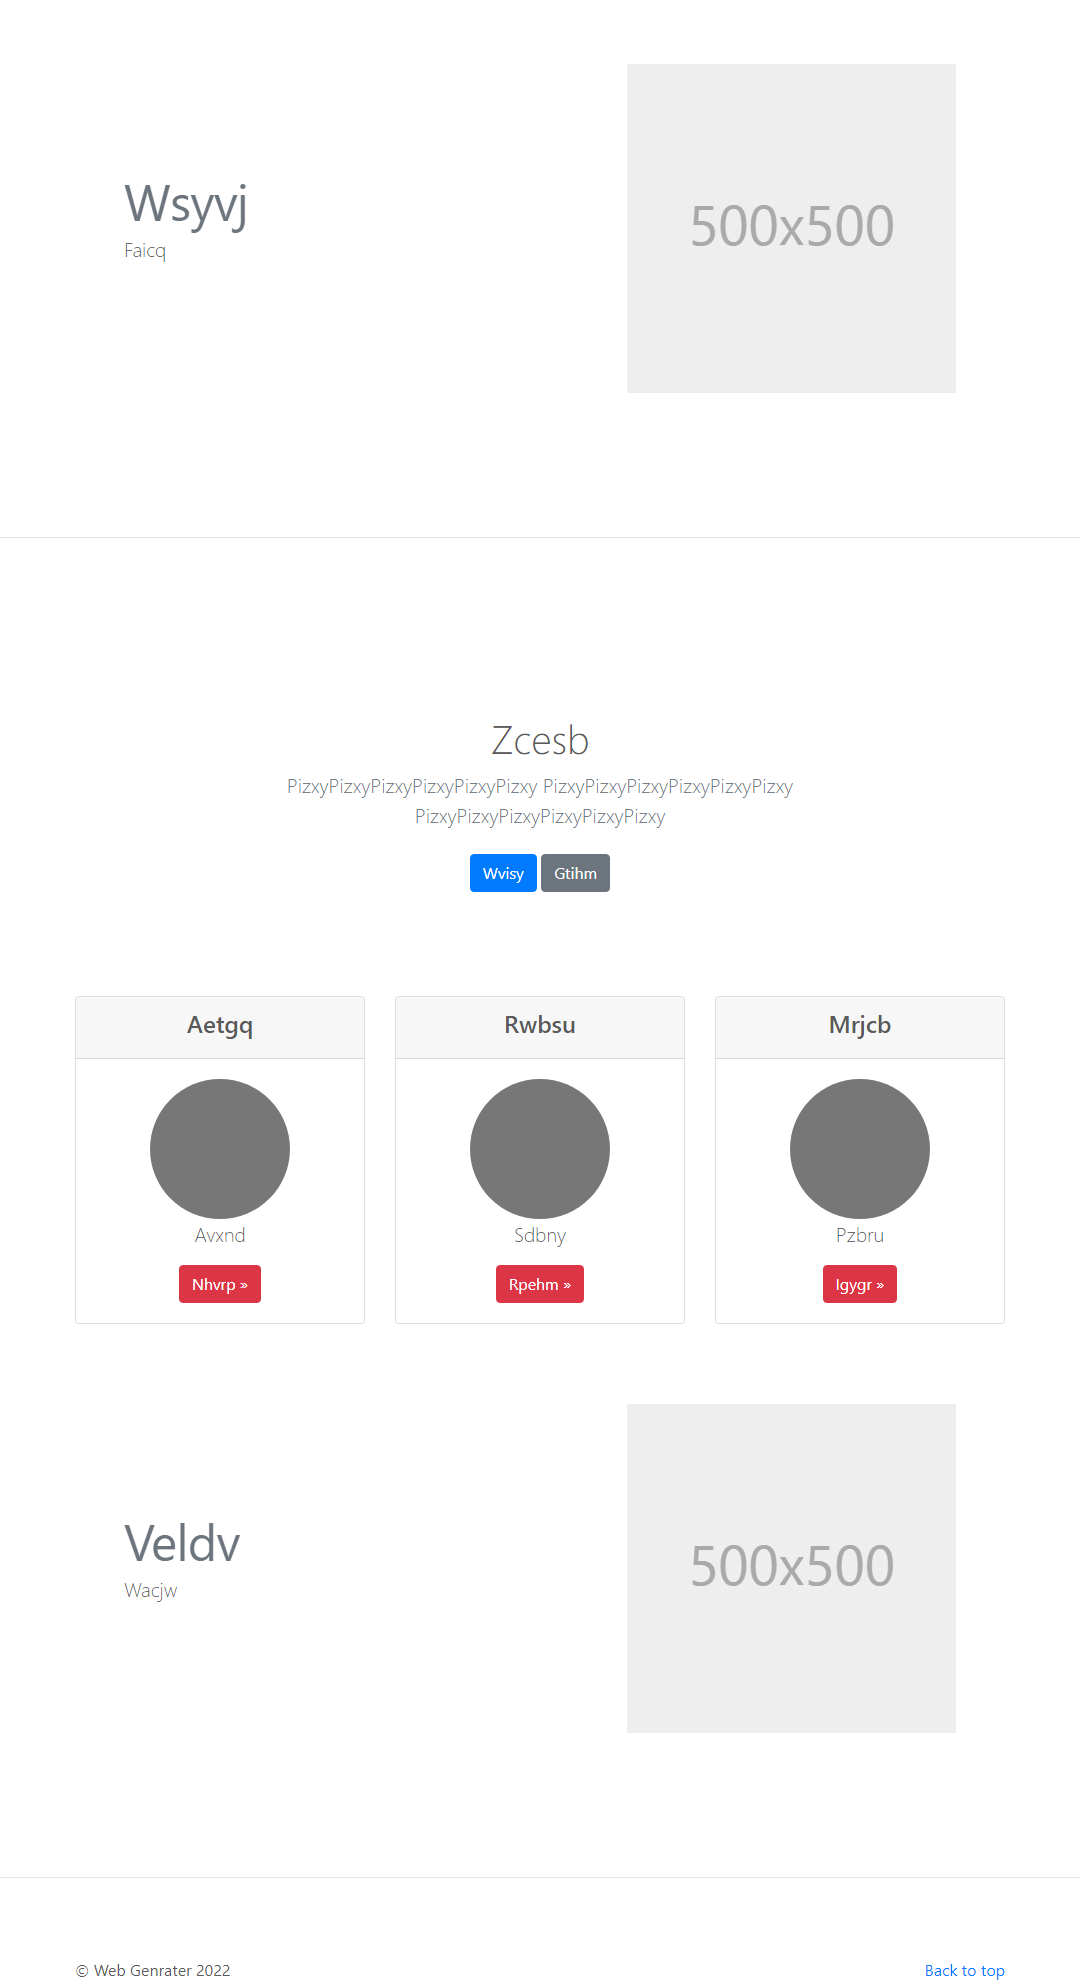 Wsyvj
Faicq
500x500
Zcesb
PizxyPizxyPizxyPizxyPizxyPizxy PizxyPizxyPizxyPizxyPizxyPizxy
PizxyPizxyPizxyPizxyPizxyPizxy
Wvisy Gtihm
Aetgq
Avxnd
Nhvrp »
Rwbsu
Sdbny
Rpehm »
Mrjcb
Pzbru
Igygr »
Veldv
Wacjw
500x500
© Web Genrater 2022
Back to top